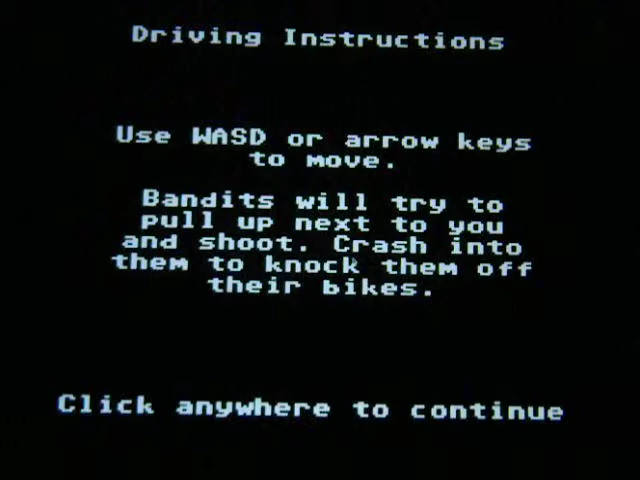 Driving Instructions
Use WASD or arrow keys
to move.
Bandits will try to
pull up next to you
and shoot. Crash into
them to knock them off
their bikes.
Click anywhere to continue